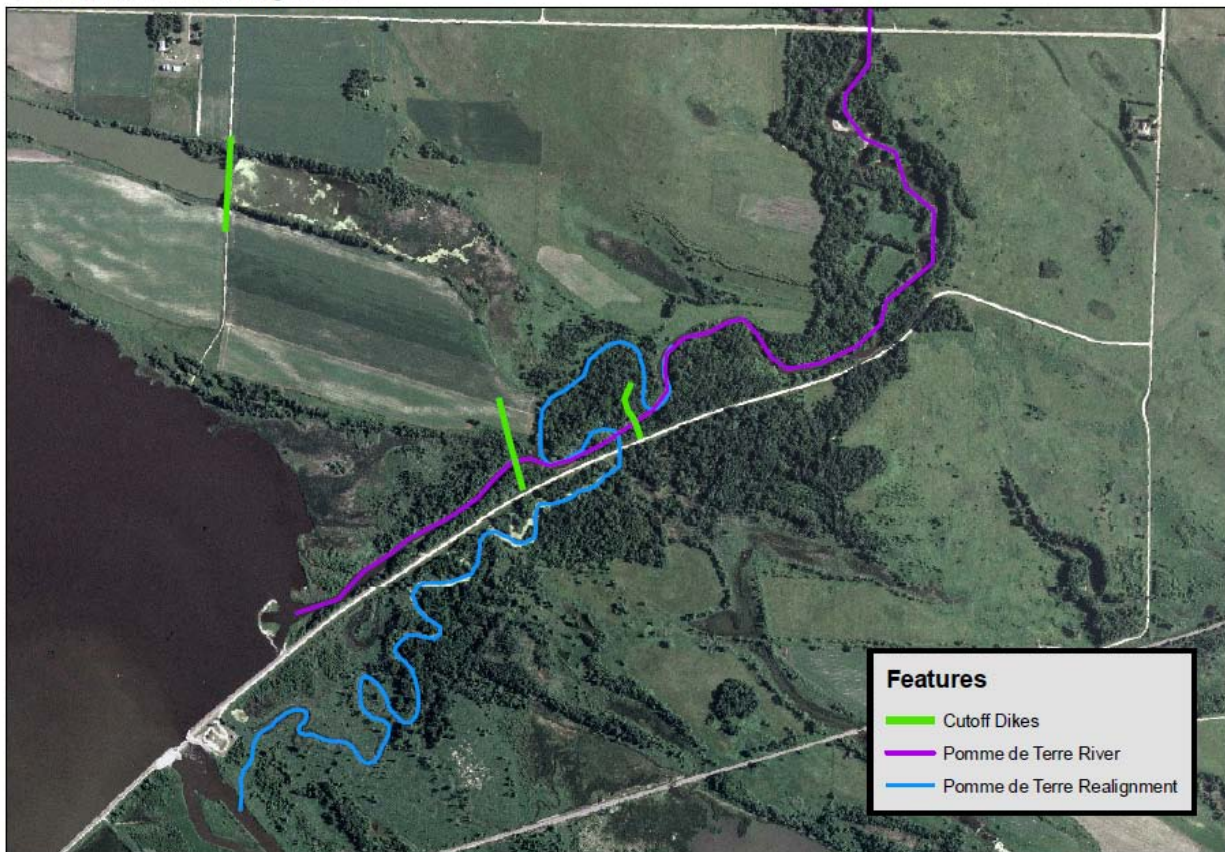 Features
Cutoff Dikes
Pomme de Terre River
Pomme de Terre Realignment